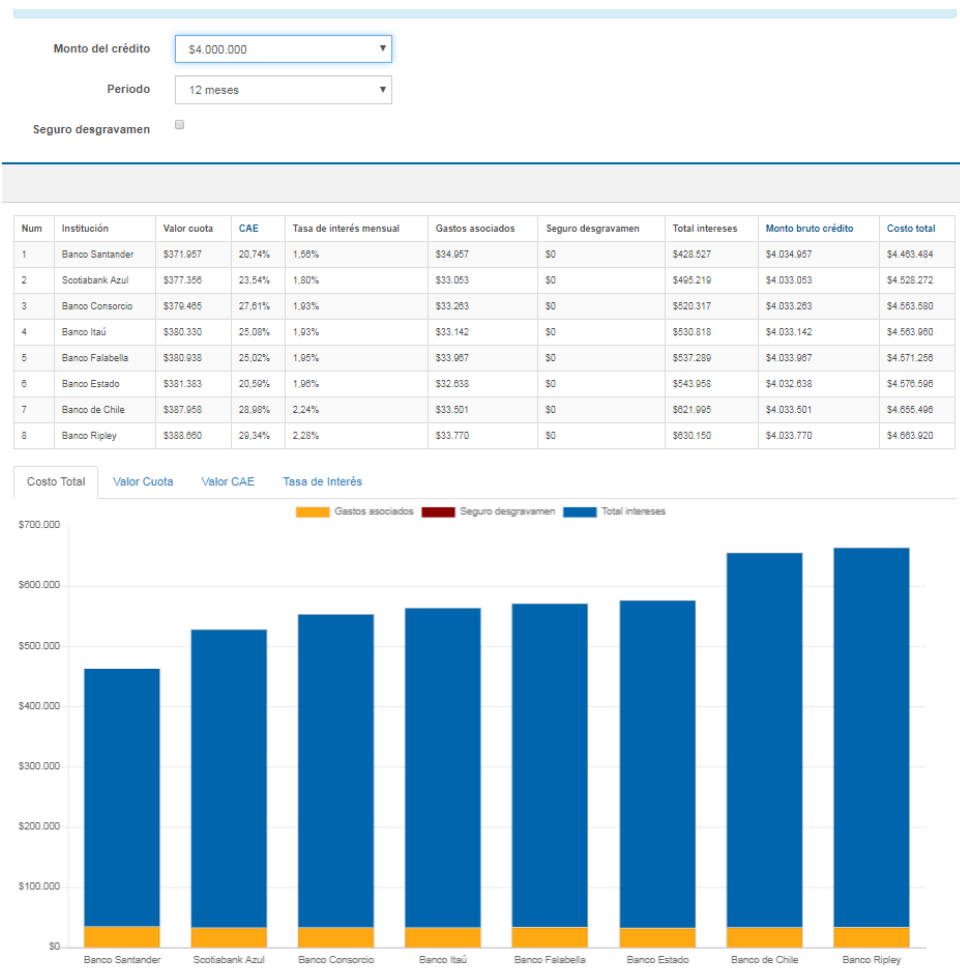 Monto del crédito $4.000.000
Periodo 12 meses
Seguro desgravamen
Num Institución Valor cuota CAE Tasa de interés mensual Gastos asociados Seguro desgravamen Total intereses Monto bruto crédito Costo total
1 Banco Santander $371.957 20,74% 1,56% $34.957 $0 $428.527 $4.034.957 $4.463.484
2 Scotiabank Azul $377.356 23,54% 1,80% $33.053 $0 $495.219 $4.033.053 $4.528.272
3 Banco Consorcio $379.465 27,61% 1,93% $33.263 $0 $520.317 $4.033.263 $4.553.580
4 Banco Itaú $380.330 25,08% 1,93% $33.142 $0 $530.818 $4.033.142 $4.563.960
5 Banco Falabella $380.938 25,02% 1,95% $33.967 $0 $537.289 $4.033.967 $4.571.256
6 Banco Estado $381.383 20,59% 1,96% $32.638 $0 $543.958 $4.032.638 $4.576.596
7 Banco de Chile $387.958 28,98% 2,24% $33.501 $0 $621.995 $4.033.501 $4.655.496
8 Banco Ripley $388.660 29,34% 2,28% $33.770 $0 $630.150 $4.033.770 $4.663.920
Costo Total Valor Cuota Valor CAE Tasa de Interés
Gastos asociados Seguro desgravamen Total intereses
$700.000
$600.000
$500.000
$400.000
$300.000
$200.000
$100.000
$0
Banco Santander Scotiabank Azul Banco Consorcio Banco Itaú Banco Falabella Banco Estado Banco de Chile Banco Ripley